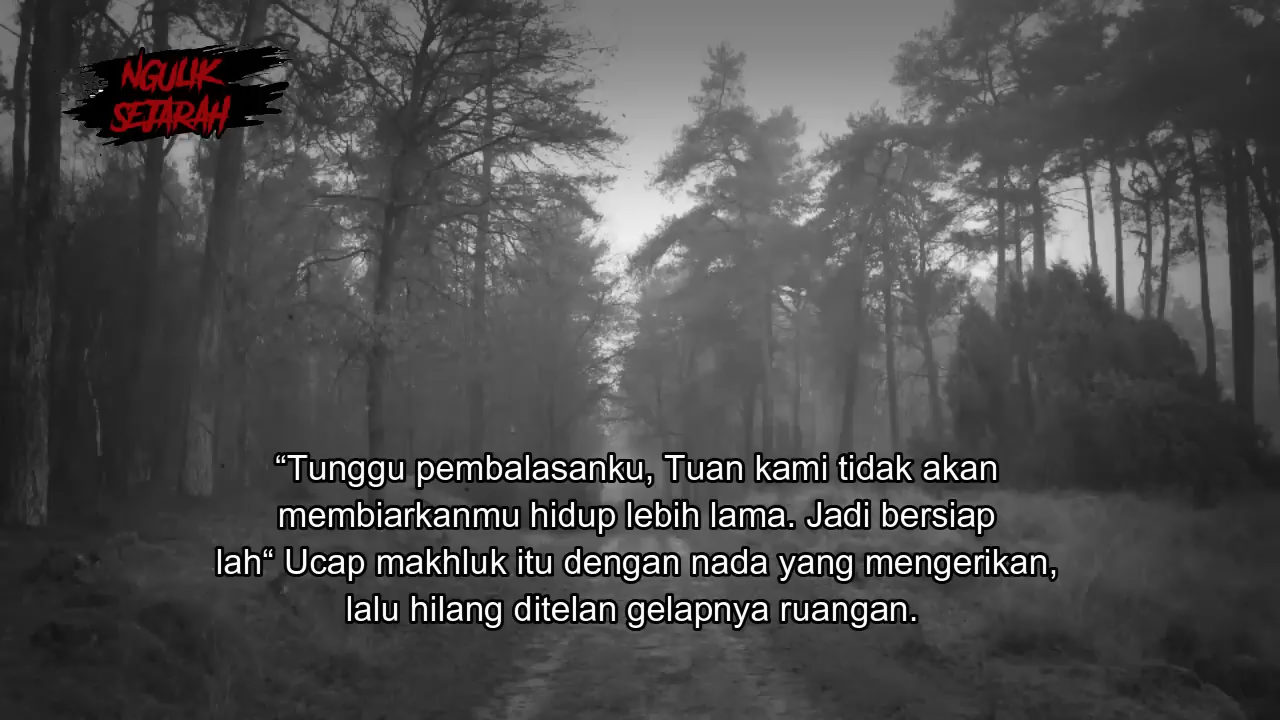 NGULIK
SEJARAH
“Tunggu pembalasanku, Tuan kami tidak akan
membiarkanmu hidup lebih lama. Jadi bersiap
lah“ Ucap makhluk itu dengan nada yang mengerikan,
lalu hilang ditelan gelapnya ruangan.